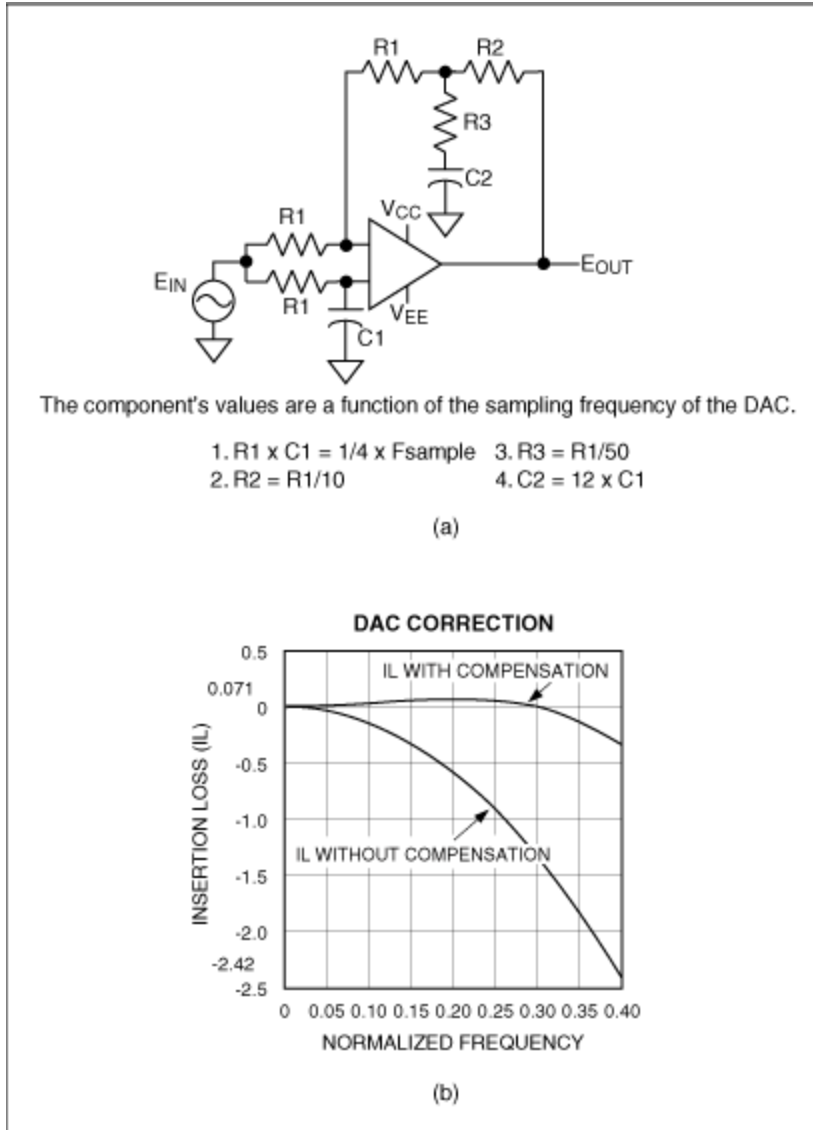 R1
R2
R3
C2
VCC
R1
EIN
EOUT
R1
VEE
C1
The component's values are a function of the sampling frequency of the DAC.
1. R1 x C1 = 1/4 x Fsample 3. R3 = R1/50
2. R2 = R1/10 4. C2 = 12 x C1
(a)
DAC CORRECTION
0.5
IL WITH COMPENSATION
0.071
0
-0.5
-1.0
IL WITHOUT COMPENSATION
-1.5
-2.0
-2.42
-2.5
INSERTION LOSS (IL)
0 0.05 0.10 0.15 0.20 0.25 0.30 0.35 0.40
NORMALIZED FREQUENCY
(b)